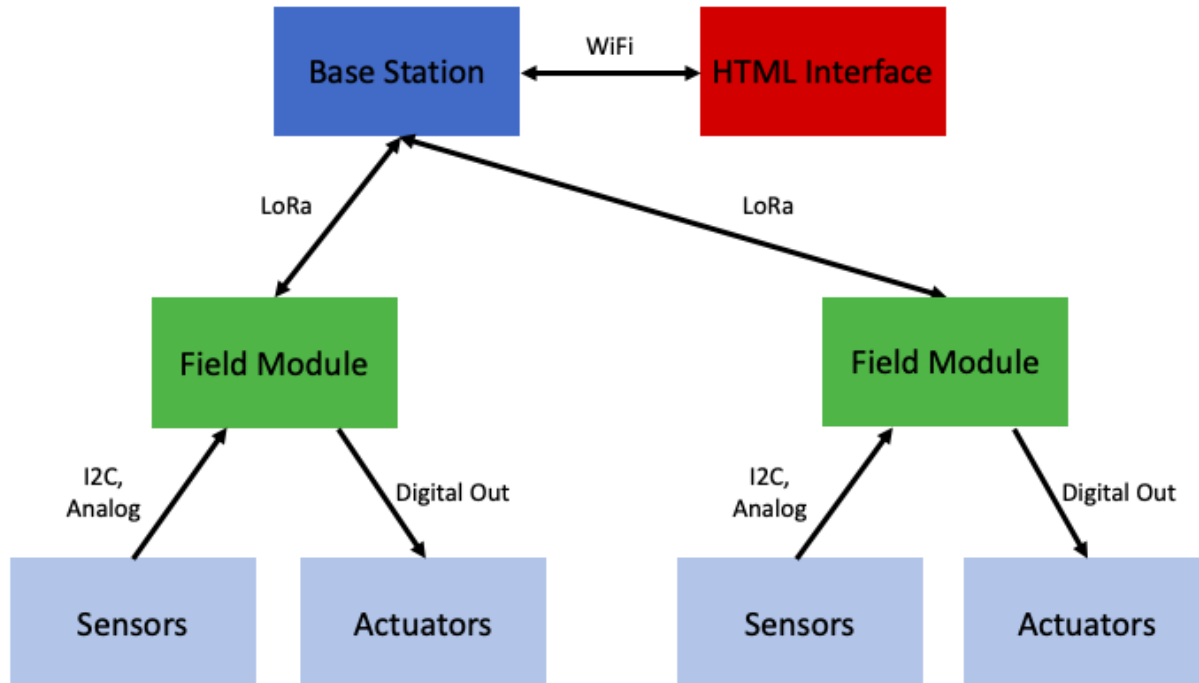 Base Station
WiFi
HTML Interface
LoRa
LoRa
Field Module
Field Module
I2C,
Analog
Digital Out
I2C,
Analog
Digital Out
Sensors
Actuators
Sensors
Actuators